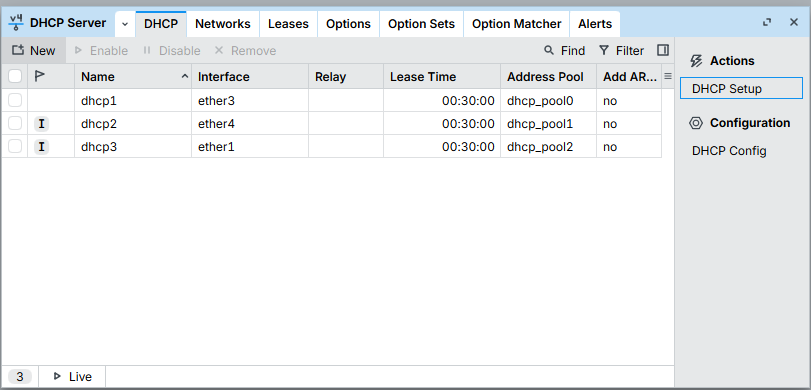 v4 DHCP Server DHCP Networks Leases Options Option Sets Option Matcher Alerts
New Enable Disable Remove Find Filter
Name Interface Relay Lease Time Address Pool Add AR...
dhcp1 ether3 00:30:00 dhcp_pool0 no
I dhcp2 ether4 00:30:00 dhcp_pool1 no
I dhcp3 ether1 00:30:00 dhcp_pool2 no
3 Live
Actions
DHCP Setup
Configuration
DHCP Config